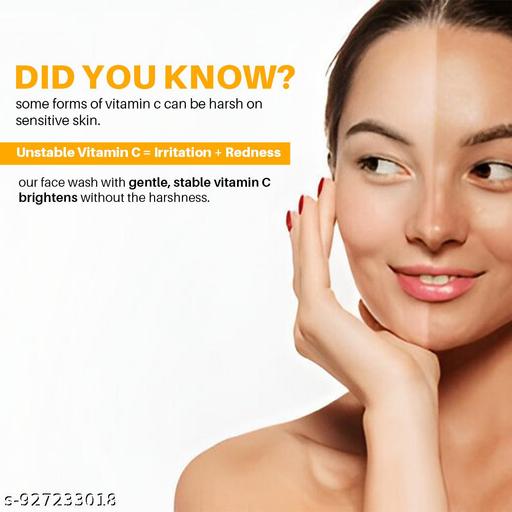 DID YOU KNOW?
some forms of vitamin c can be harsh on
sensitive skin.
Unstable Vitamin C = Irritation + Redness
our face wash with gentle, stable vitamin C
brightens without the harshness.
s-927233018